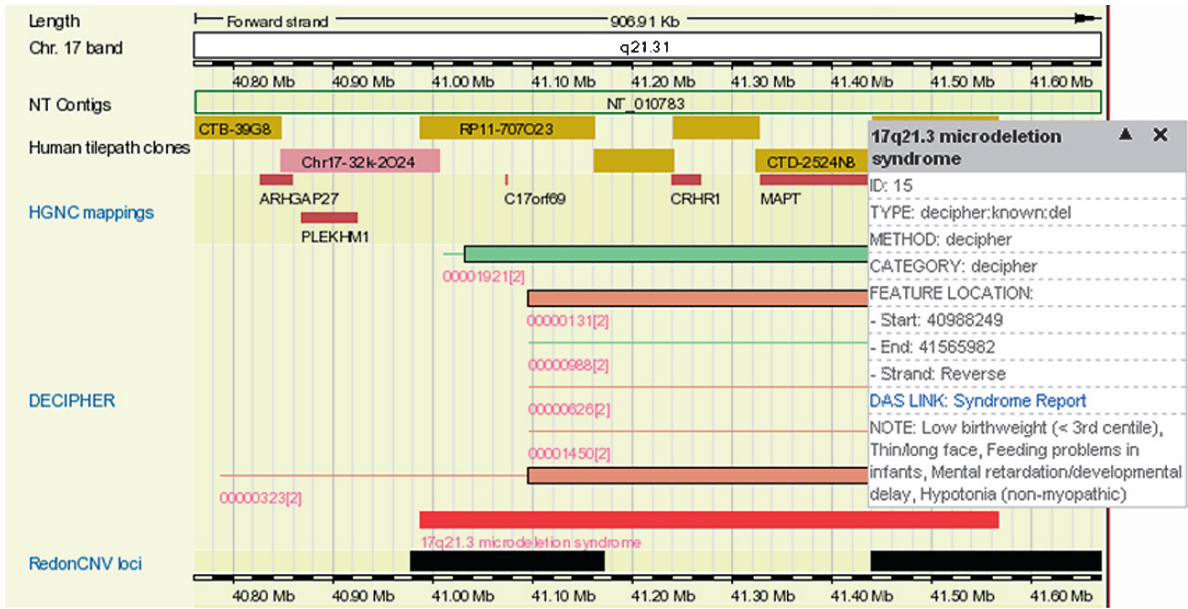 Length
Forward strand
906.91 Kb
Chr. 17 band
q21.31
40.80 Mb 40.90 Mb 41.00 Mb 41.10 Mb 41.20 Mb 41.30 Mb 41.40 Mb 41.50 Mb 41.60 Mb
NT Contigs
NT_010783
Human tilepath clones
CTB-39G8
RP11-707O23
Chr17-32k-2O24
CTD-2524N8
HGNC mappings
ARHGAP27
C17orf69
CRHR1
MAPT
PLEKHM1
DECIPHER
00001921[2]
00000131[2]
00000988[2]
00000626[2]
00001450[2]
00000323[2]
17q21.3 microdeletion syndrome
RedonCNV loci
40.80 Mb 40.90 Mb 41.00 Mb 41.10 Mb 41.20 Mb 41.30 Mb 41.40 Mb 41.50 Mb 41.60 Mb
17q21.3 microdeletion
syndrome
ID: 15
TYPE: decipher:known:del
METHOD: decipher
CATEGORY: decipher
FEATURE LOCATION:
- Start: 40988249
- End: 41565982
- Strand: Reverse
DAS LINK: Syndrome Report
NOTE: Low birthweight (< 3rd centile),
Thin/long face, Feeding problems in
infants, Mental retardation/developmental
delay, Hypotonia (non-myopathic)